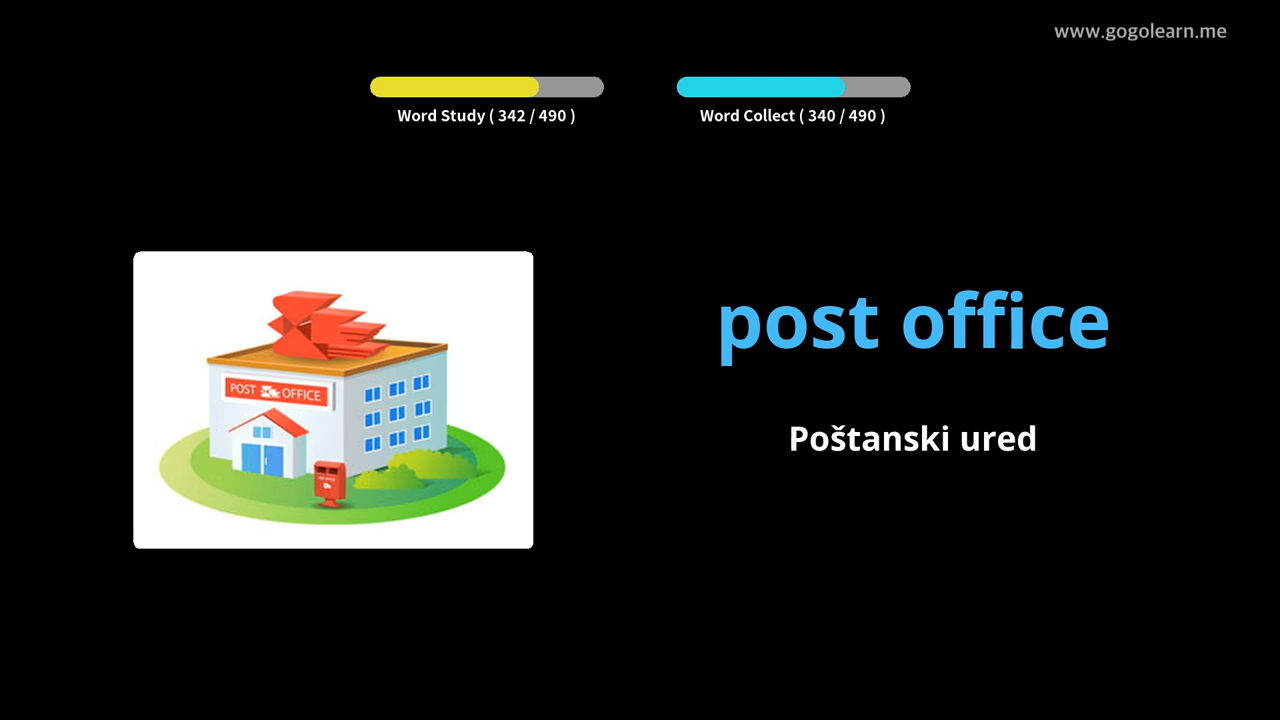 www.gogolearn.me
Word Study ( 342 / 490 )
Word Collect ( 340 / 490 )
post office
POST OFFICE
Poštanski ured